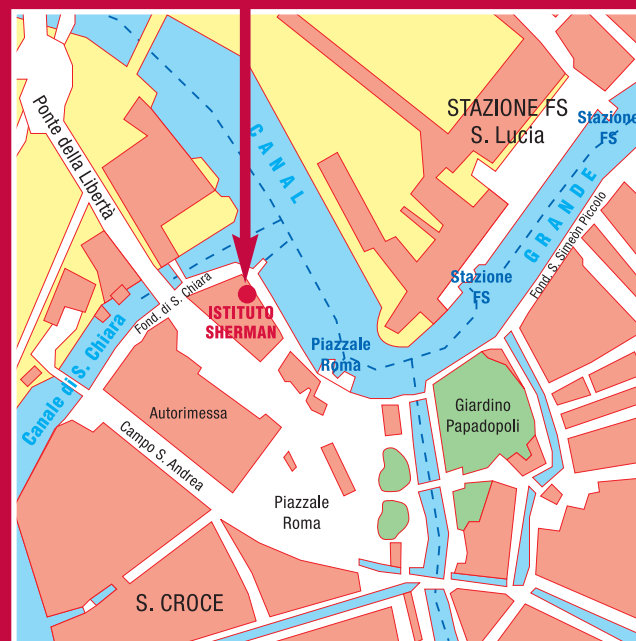 Ponte della Libertà
CANAL
STAZIONE FS
S. Lucia
Stazione
FS
GRANDE
Fond. S. Simeòn Piccolo
Stazione
FS
Fond. di S. Chiara
ISTITUTO
SHERMAN
Canale di S. Chiara
Piazzale
Roma
Autorimessa
Giardino
Papadopoli
Campo S. Andrea
Piazzale
Roma
S. CROCE